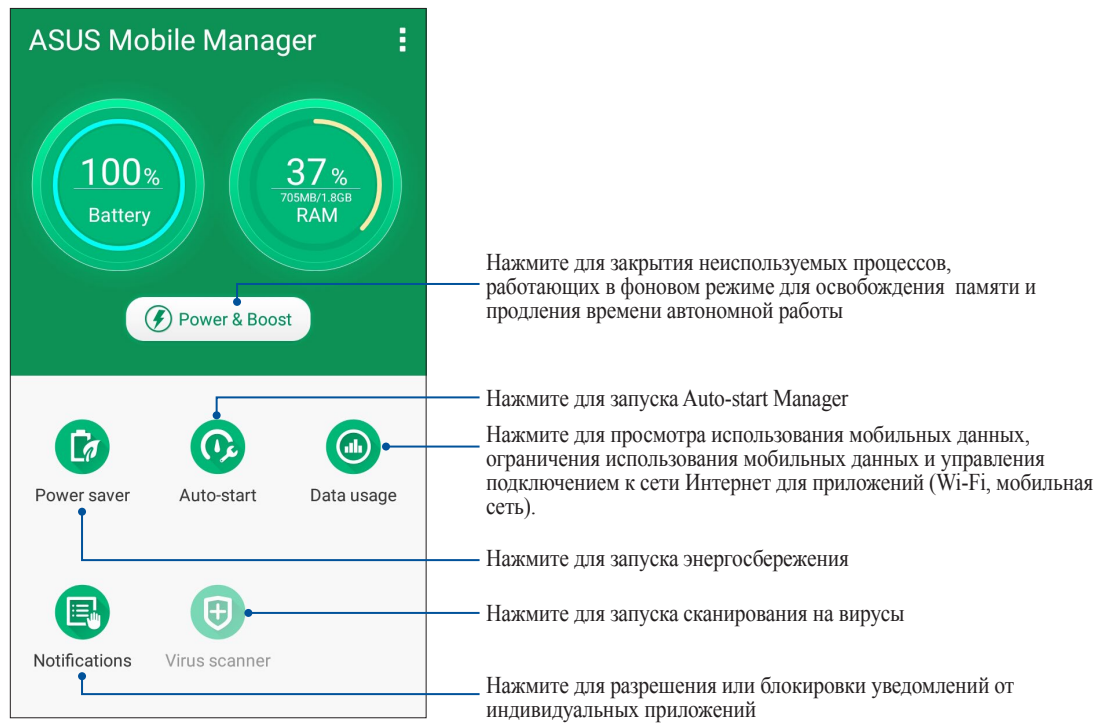 ASUS Mobile Manager
100%
Battery
37%
705MB/1.8GB
RAM
Power & Boost
Power saver
Auto-start
Data usage
Notifications
Virus scanner
Нажмите для закрытия неиспользуемых процессов,
работающих в фоновом режиме для освобождения памяти и
продления времени автономной работы
Нажмите для запуска Auto-start Manager
Нажмите для просмотра использования мобильных данных,
ограничения использования мобильных данных и управления
подключением к сети Интернет для приложений (Wi-Fi, мобильная
сеть).
Нажмите для запуска энергосбережения
Нажмите для запуска сканирования на вирусы
Нажмите для разрешения или блокировки уведомлений от
индивидуальных приложений